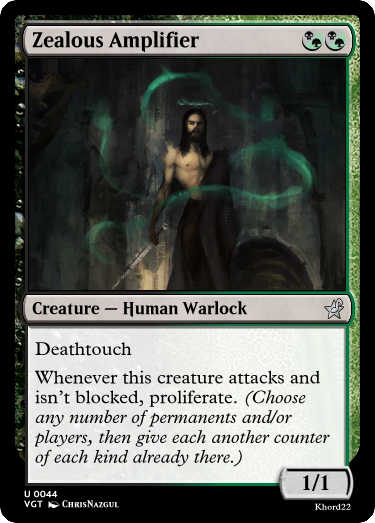 Zealous Amplifier
Creature — Human Warlock
Deathtouch
Whenever this creature attacks and
isn't blocked, proliferate. (Choose
any number of permanents and/or
players, then give each another counter
of each kind already there.)
1/1
U 0044
VGT ChrisNazgul
Khord22